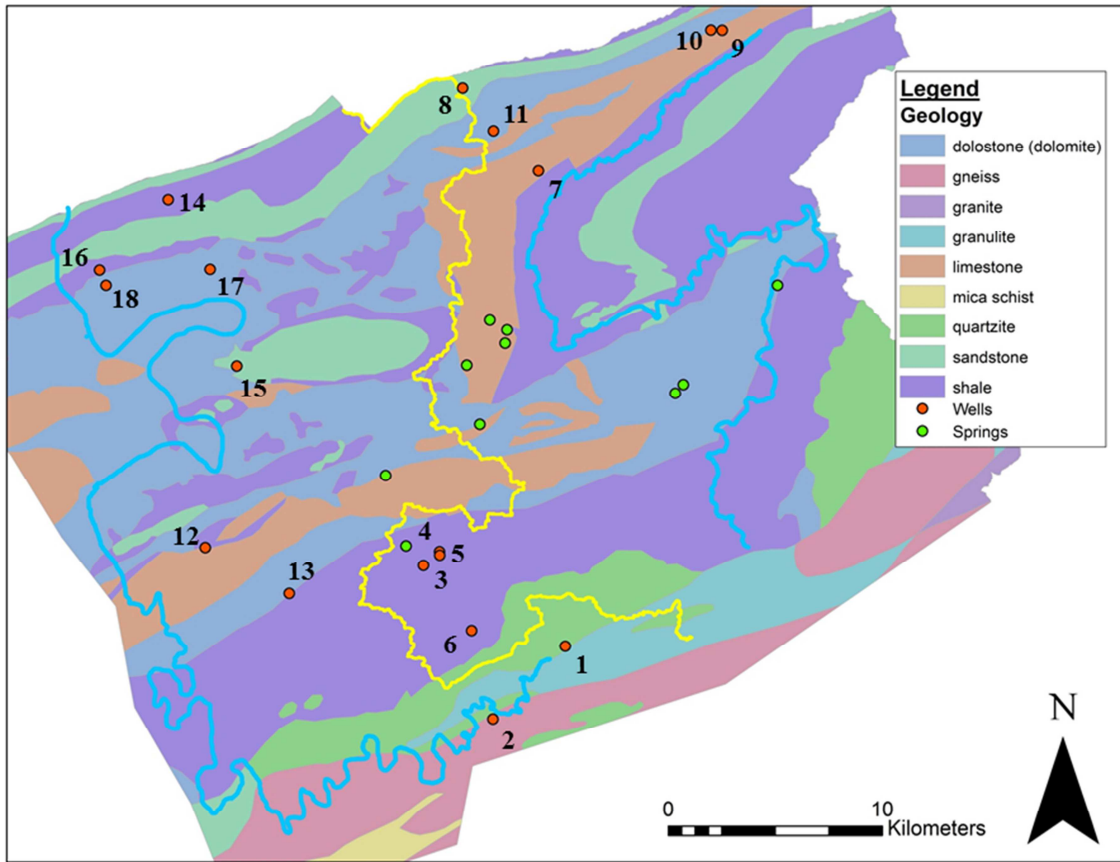 10
9
8
11
7
14
16
17
18
15
12
4
5
3
13
6
1
2
Legend
Geology
dolostone (dolomite)
gneiss
granite
granulite
limestone
mica schist
quartzite
sandstone
shale
Wells
Springs
N
0 10
Kilometers